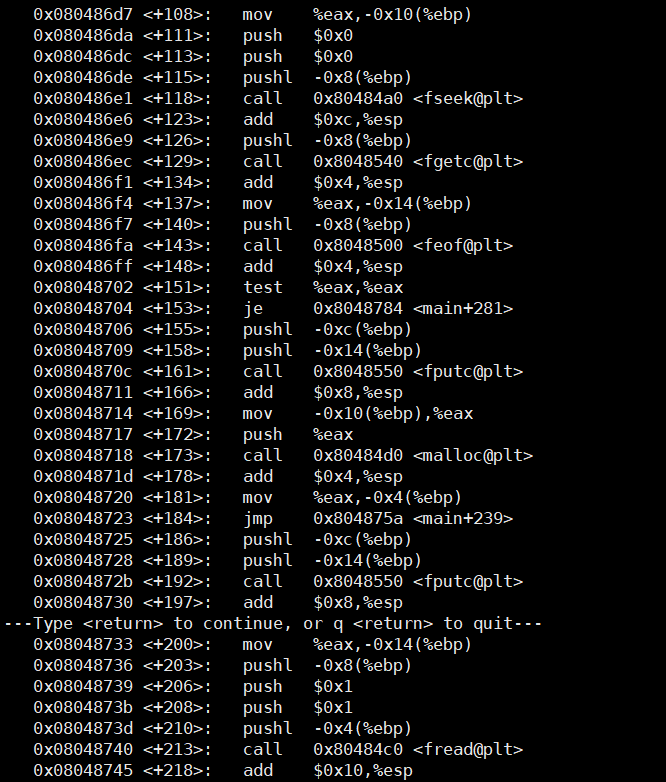 0x080486d7 <+108>: mov %eax,-0x10(%ebp)
0x080486da <+111>: push $0x0
0x080486dc <+113>: push $0x0
0x080486de <+115>: pushl -0x8(%ebp)
0x080486e1 <+118>: call 0x80484a0 <fseek@plt>
0x080486e6 <+123>: add $0xc,%esp
0x080486e9 <+126>: pushl -0x8(%ebp)
0x080486ec <+129>: call 0x8048540 <fgetc@plt>
0x080486f1 <+134>: add $0x4,%esp
0x080486f4 <+137>: mov %eax,-0x14(%ebp)
0x080486f7 <+140>: pushl -0x8(%ebp)
0x080486fa <+143>: call 0x8048500 <feof@plt>
0x080486ff <+148>: add $0x4,%esp
0x08048702 <+151>: test %eax,%eax
0x08048704 <+153>: je 0x8048784 <main+281>
0x08048706 <+155>: pushl -0xc(%ebp)
0x08048709 <+158>: pushl -0x14(%ebp)
0x0804870c <+161>: call 0x8048550 <fputc@plt>
0x08048711 <+166>: add $0x8,%esp
0x08048714 <+169>: mov -0x10(%ebp),%eax
0x08048717 <+172>: push %eax
0x08048718 <+173>: call 0x80484d0 <malloc@plt>
0x0804871d <+178>: add $0x4,%esp
0x08048720 <+181>: mov %eax,-0x4(%ebp)
0x08048723 <+184>: jmp 0x804875a <main+239>
0x08048725 <+186>: pushl -0xc(%ebp)
0x08048728 <+189>: pushl -0x14(%ebp)
0x0804872b <+192>: call 0x8048550 <fputc@plt>
0x08048730 <+197>: add $0x8,%esp
---Type <return> to continue, or q <return> to quit---
0x08048733 <+200>: mov %eax,-0x14(%ebp)
0x08048736 <+203>: pushl -0x8(%ebp)
0x08048739 <+206>: push $0x1
0x0804873b <+208>: push $0x1
0x0804873d <+210>: pushl -0x4(%ebp)
0x08048740 <+213>: call 0x80484c0 <fread@plt>
0x08048745 <+218>: add $0x10,%esp